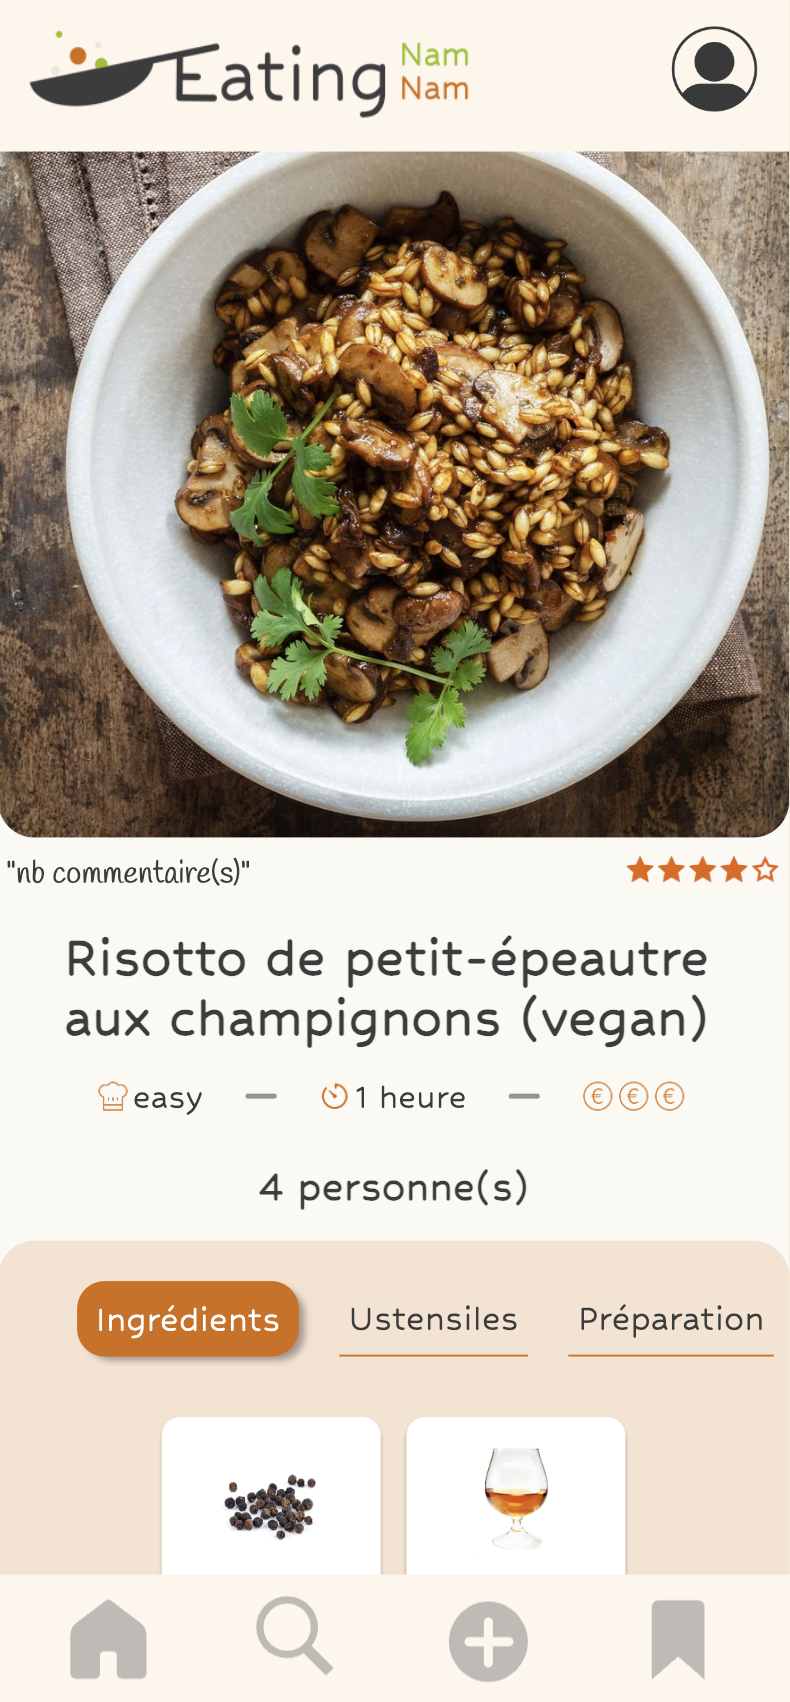 Eating
Nam
Nam
"nb commentaire(s)"
Risotto de petit-épeautre
aux champignons (vegan)
easy — 1 heure — € € €
4 personne(s)
Ingrédients Ustensiles Préparation